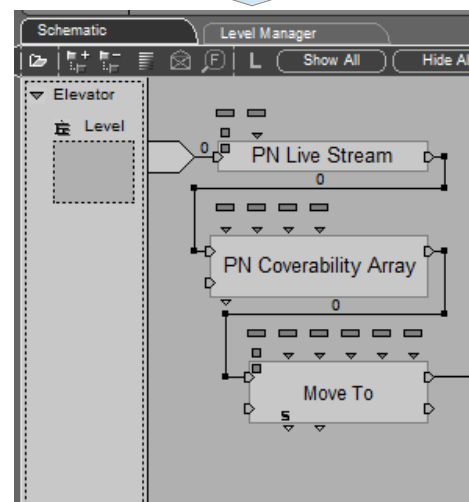 Schematic
Level Manager
F
L
Show All
Hide Al
Elevator
Level
0
PN Live Stream
0
PN Coverability Array
0
Move To
S